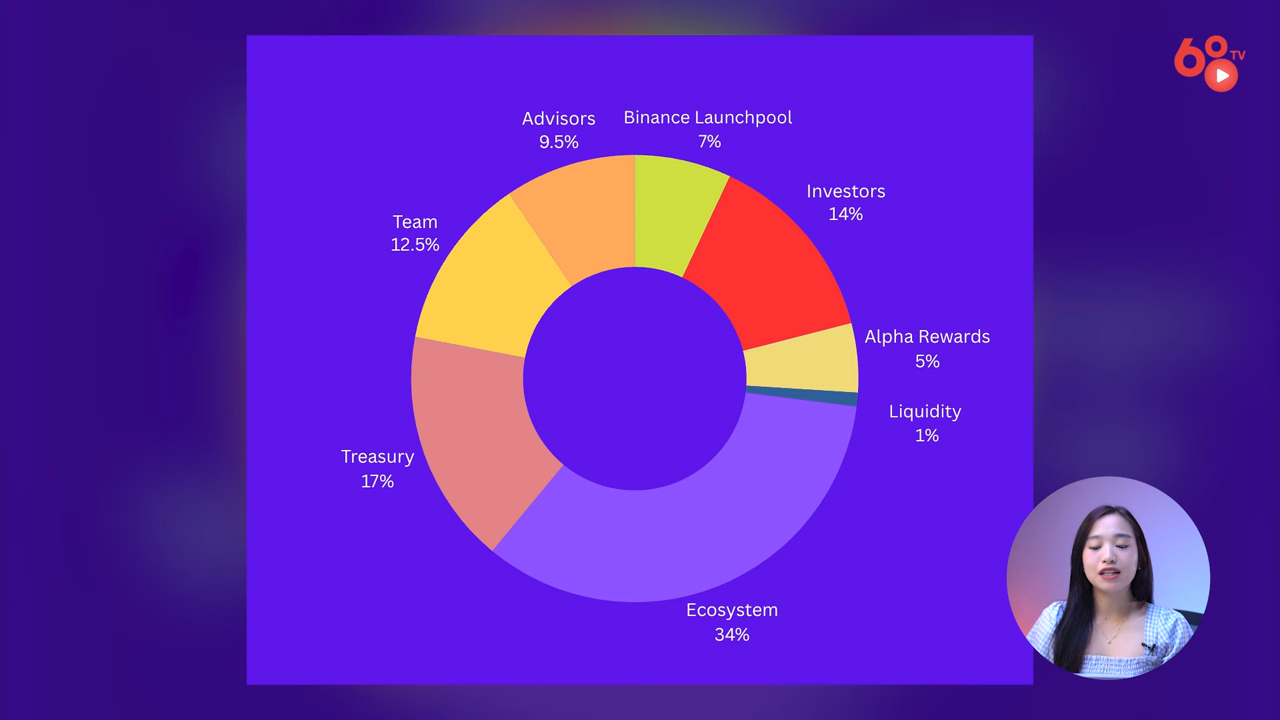 68
TV
Advisors
9.5%
Binance Launchpool
7%
Investors
14%
Team
12.5%
Alpha Rewards
5%
Liquidity
1%
Treasury
17%
Ecosystem
34%